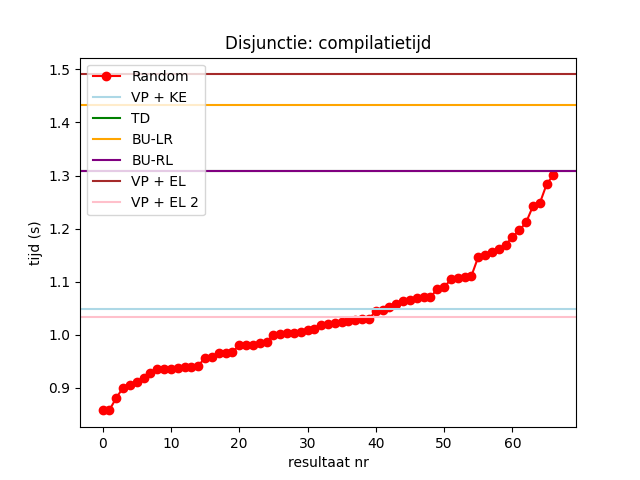 Disjunctie: compilatietijd
1.5
1.4
1.3
1.2
1.1
1.0
0.9
tijd (s)
Random
VP + KE
TD
BU-LR
BU-RL
VP + EL
VP + EL 2
0 10 20 30 40 50 60
resultaat nr